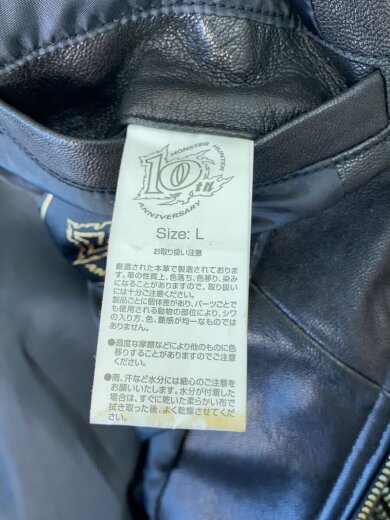 MONSTER HUNTER
10th
ANNIVERSARY
Size: L
お取り扱い注意
厳選された本革で製造されておりま
す。革の性質上、色落ち、色移り、染み
になることがありますので、取り扱い
には十分ご注意ください。
製品ごとに個体差があり、パーツごとで
も使用される動物の部位により、シワ
の入り方、色、艶感が均一なものでは
ありません。
●過度な摩擦などにより他のものに色
移りすることがありますのでご注意
ください。
●雨、汗など水分には細心のご注意を
お願いいたします。水分が付着した
場合は、すぐに乾いた柔らかい布で
拭き取った後、よく乾燥させてくださ
い。